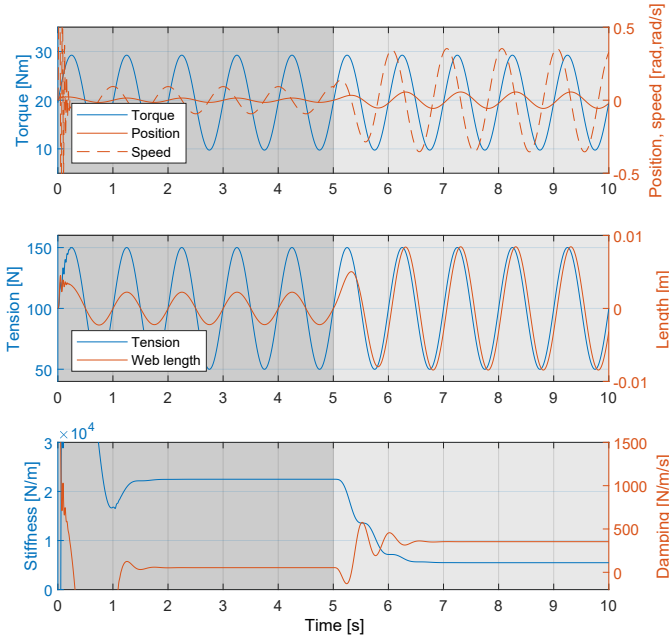 30
20
10
Torque [Nm]
0.5
0
-0.5
Position, speed [rad,rad/s]
Torque
Position
Speed
0 1 2 3 4 5 6 7 8 9 10
150
100
50
Tension [N]
0.01
0
-0.01
Length [m]
Tension
Web length
0 1 2 3 4 5 6 7 8 9 10
× 10⁴
3
2
1
0
Stiffness [N/m]
1500
1000
500
0
Damping [N/m/s]
0 1 2 3 4 5 6 7 8 9 10
Time [s]